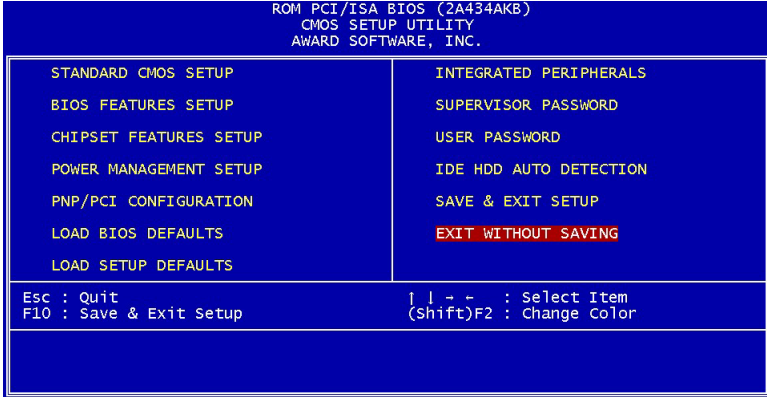 ROM PCI/ISA BIOS (2A434AKB)
CMOS SETUP UTILITY
AWARD SOFTWARE, INC.
STANDARD CMOS SETUP
BIOS FEATURES SETUP
CHIPSET FEATURES SETUP
POWER MANAGEMENT SETUP
PNP/PCI CONFIGURATION
LOAD BIOS DEFAULTS
LOAD SETUP DEFAULTS
INTEGRATED PERIPHERALS
SUPERVISOR PASSWORD
USER PASSWORD
IDE HDD AUTO DETECTION
SAVE & EXIT SETUP
EXIT WITHOUT SAVING
Esc : Quit
F10 : Save & Exit Setup
↑ ↓ → ← : Select Item
(Shift)F2 : Change Color